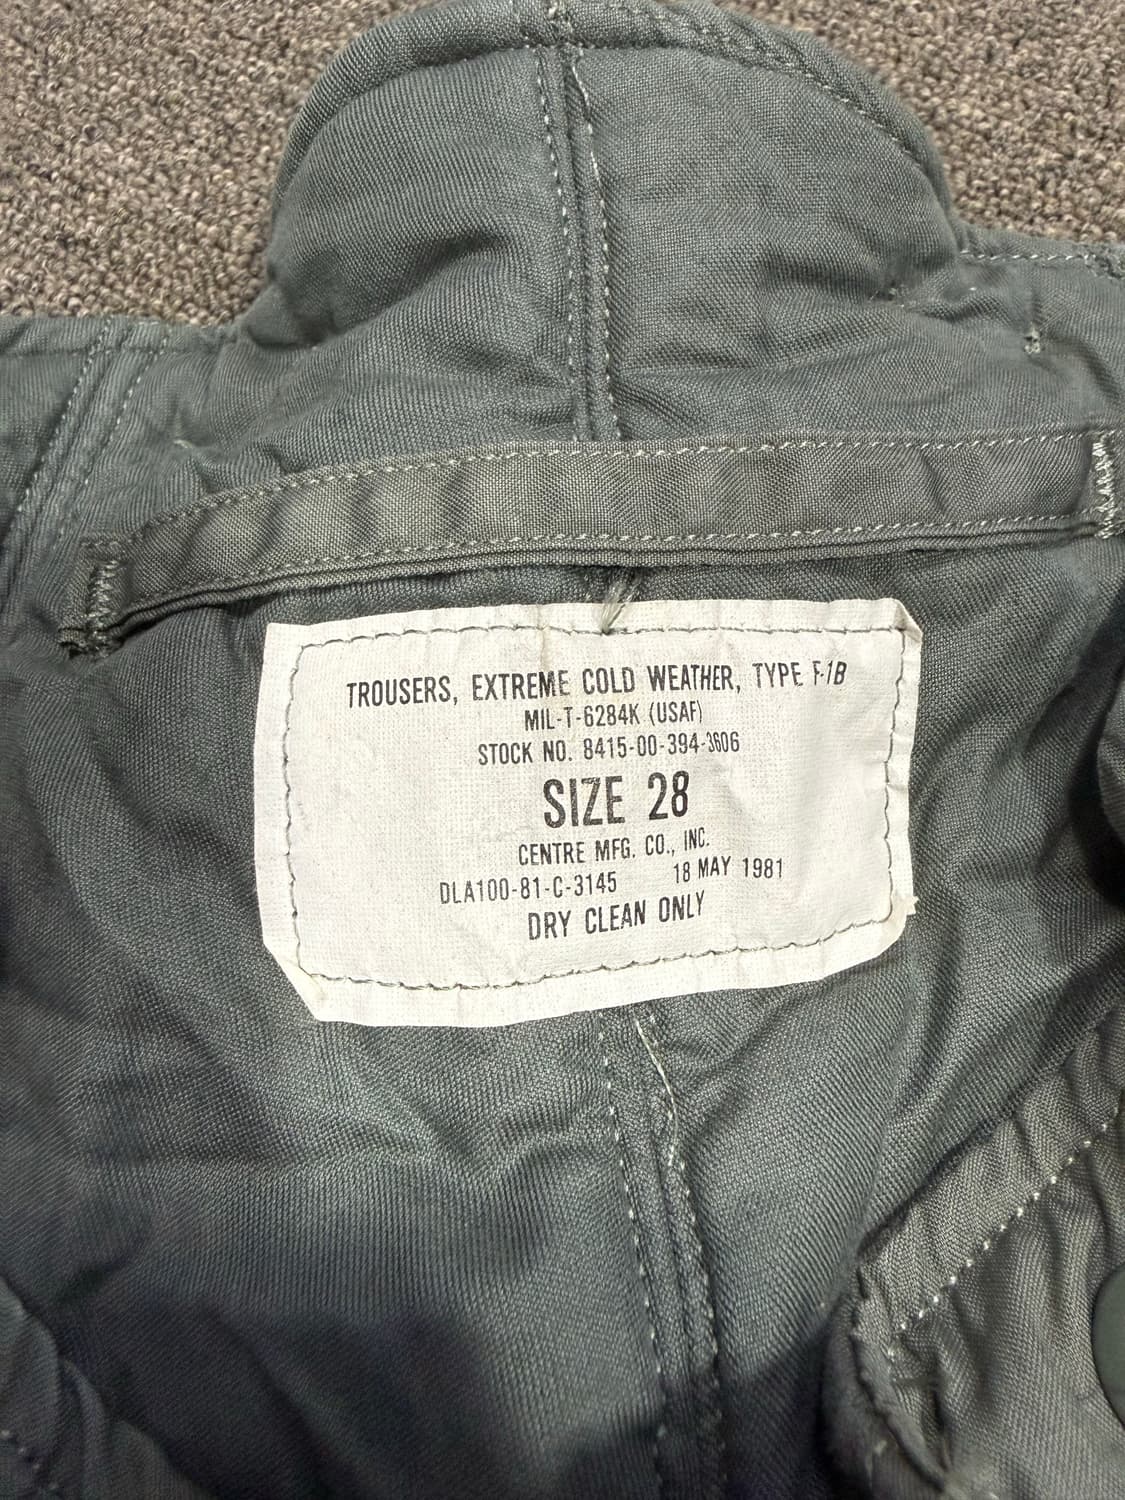 TROUSERS, EXTREME COLD WEATHER, TYPE F-1B
MIL-T-6284K (USAF)
STOCK NO. 8415-00-394-3606
SIZE 28
CENTRE MFG. CO., INC.
DLA100-81-C-3145 18 MAY 1981
DRY CLEAN ONLY